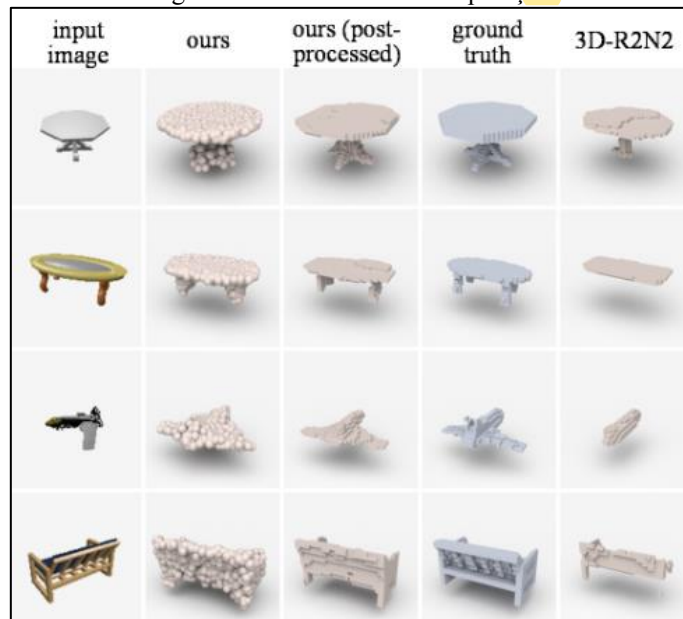 input
image
ours
ours (post-
processed)
ground
truth
3D-R2N2